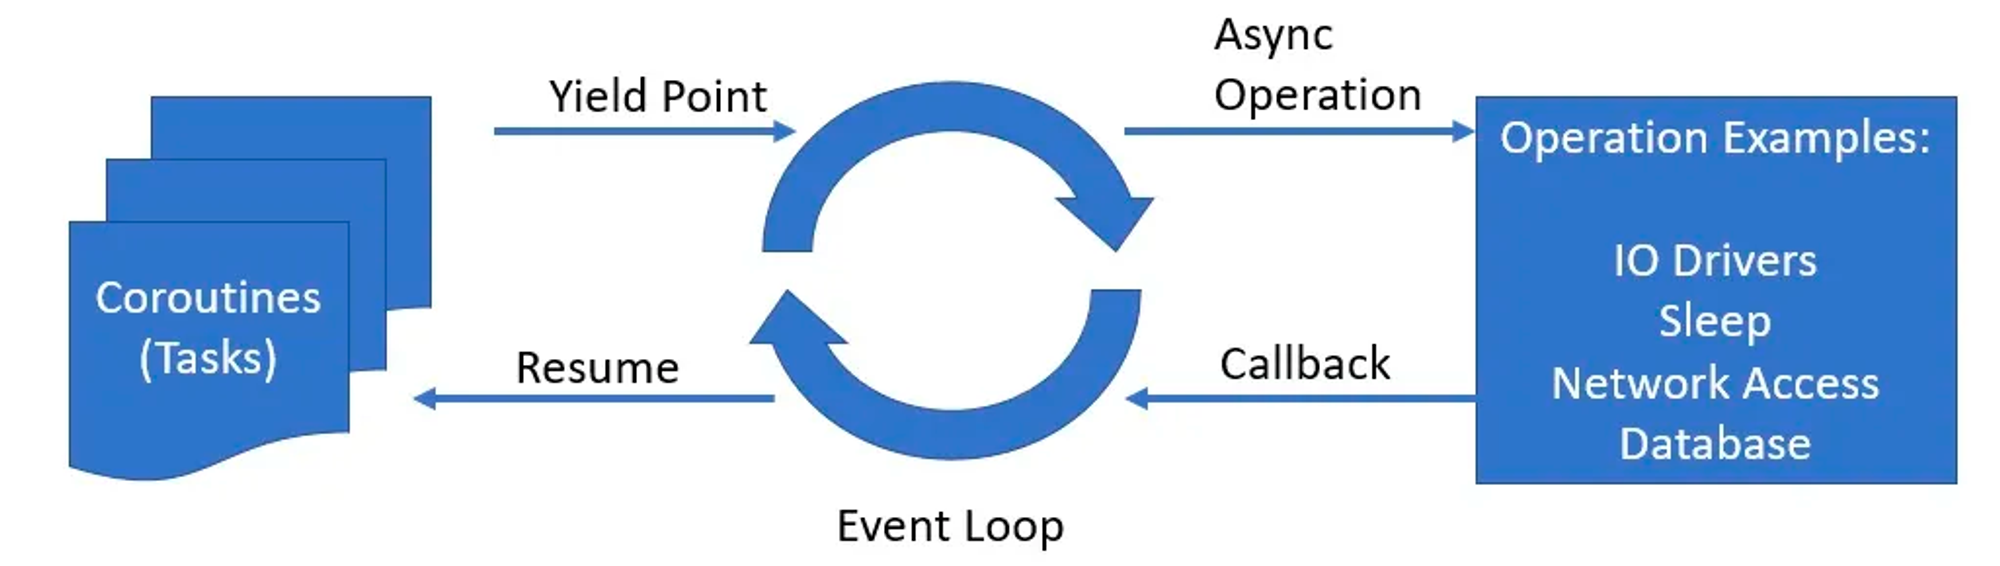 Async
Operation
Yield Point
Operation Examples:
IO Drivers
Sleep
Network Access
Database
Coroutines
(Tasks)
Resume
Callback
Event Loop